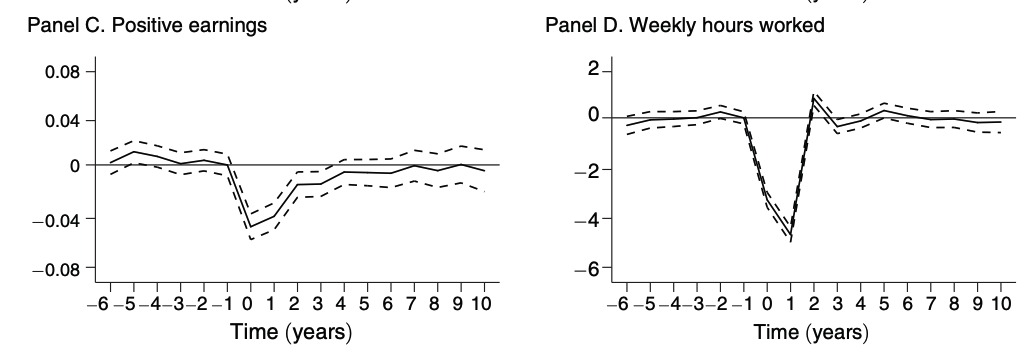 Panel C. Positive earnings
0.08
0.04
0
−0.04
−0.08
−6 −5 −4 −3 −2 −1 0 1 2 3 4 5 6 7 8 9 10
Time (years)
Panel D. Weekly hours worked
2
0
−2
−4
−6
−6 −5 −4 −3 −2 −1 0 1 2 3 4 5 6 7 8 9 10
Time (years)